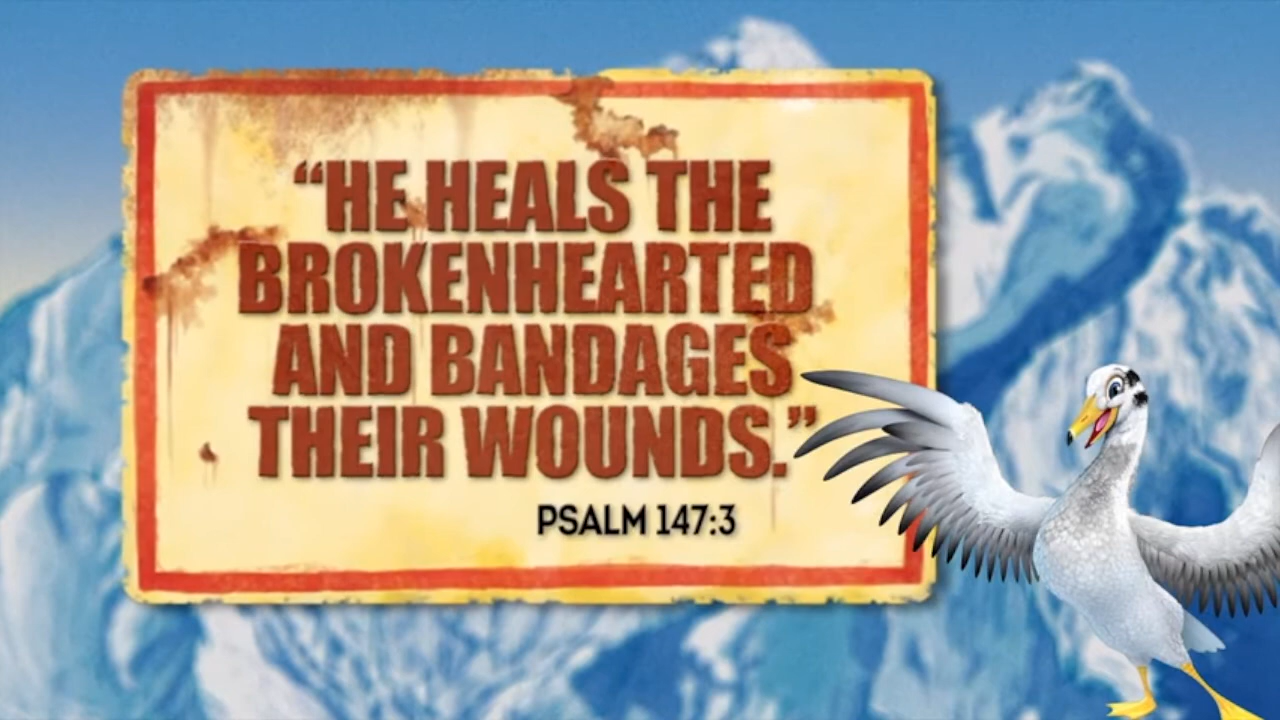 “HE HEALS THE
BROKENHEARTED
AND BANDAGES
THEIR WOUNDS.”
PSALM 147:3